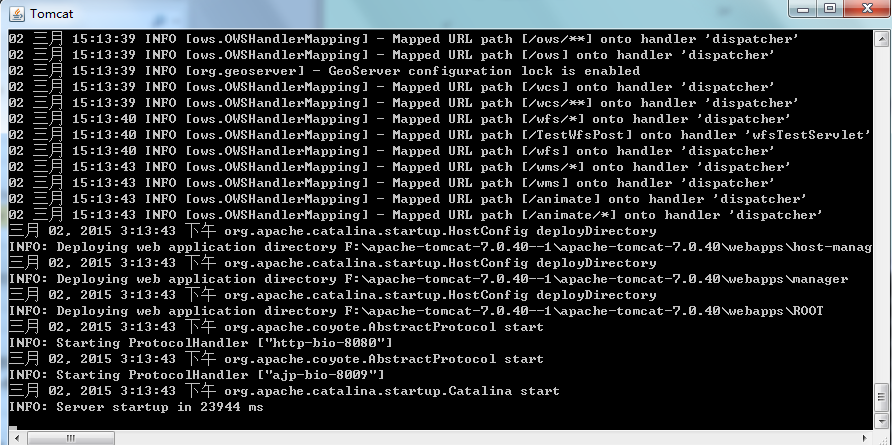 Tomcat
02 三月 15:13:39 INFO [ows.OWSHandlerMapping] - Mapped URL path [/ows/**] onto handler 'dispatcher'
02 三月 15:13:39 INFO [ows.OWSHandlerMapping] - Mapped URL path [/ows] onto handler 'dispatcher'
02 三月 15:13:39 INFO [org.geoserver] - GeoServer configuration lock is enabled
02 三月 15:13:39 INFO [ows.OWSHandlerMapping] - Mapped URL path [/wcs] onto handler 'dispatcher'
02 三月 15:13:39 INFO [ows.OWSHandlerMapping] - Mapped URL path [/wcs/**] onto handler 'dispatcher'
02 三月 15:13:40 INFO [ows.OWSHandlerMapping] - Mapped URL path [/wfs/*] onto handler 'dispatcher'
02 三月 15:13:40 INFO [ows.OWSHandlerMapping] - Mapped URL path [/TestWfsPost] onto handler 'wfsTestServlet'
02 三月 15:13:40 INFO [ows.OWSHandlerMapping] - Mapped URL path [/wfs] onto handler 'dispatcher'
02 三月 15:13:43 INFO [ows.OWSHandlerMapping] - Mapped URL path [/wms/*] onto handler 'dispatcher'
02 三月 15:13:43 INFO [ows.OWSHandlerMapping] - Mapped URL path [/wms] onto handler 'dispatcher'
02 三月 15:13:43 INFO [ows.OWSHandlerMapping] - Mapped URL path [/animate] onto handler 'dispatcher'
02 三月 15:13:43 INFO [ows.OWSHandlerMapping] - Mapped URL path [/animate/*] onto handler 'dispatcher'
三月 02, 2015 3:13:43 下午 org.apache.catalina.startup.HostConfig deployDirectory
INFO: Deploying web application directory F:\apache-tomcat-7.0.40--1\apache-tomcat-7.0.40\webapps\host-manag
三月 02, 2015 3:13:43 下午 org.apache.catalina.startup.HostConfig deployDirectory
INFO: Deploying web application directory F:\apache-tomcat-7.0.40--1\apache-tomcat-7.0.40\webapps\manager
三月 02, 2015 3:13:43 下午 org.apache.catalina.startup.HostConfig deployDirectory
INFO: Deploying web application directory F:\apache-tomcat-7.0.40--1\apache-tomcat-7.0.40\webapps\ROOT
三月 02, 2015 3:13:43 下午 org.apache.coyote.AbstractProtocol start
INFO: Starting ProtocolHandler ["http-bio-8080"]
三月 02, 2015 3:13:43 下午 org.apache.coyote.AbstractProtocol start
INFO: Starting ProtocolHandler ["ajp-bio-8009"]
三月 02, 2015 3:13:43 下午 org.apache.catalina.startup.Catalina start
INFO: Server startup in 23944 ms